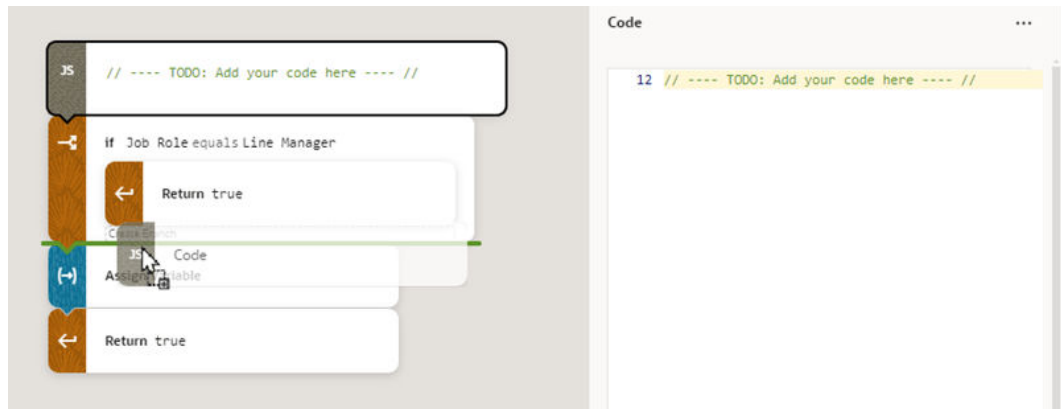 Code
...
JS
// ---- TODO: Add your code here ---- //
12 // ---- TODO: Add your code here ---- //
if Job Role equals Line Manager
Return true
JS Code
Return true